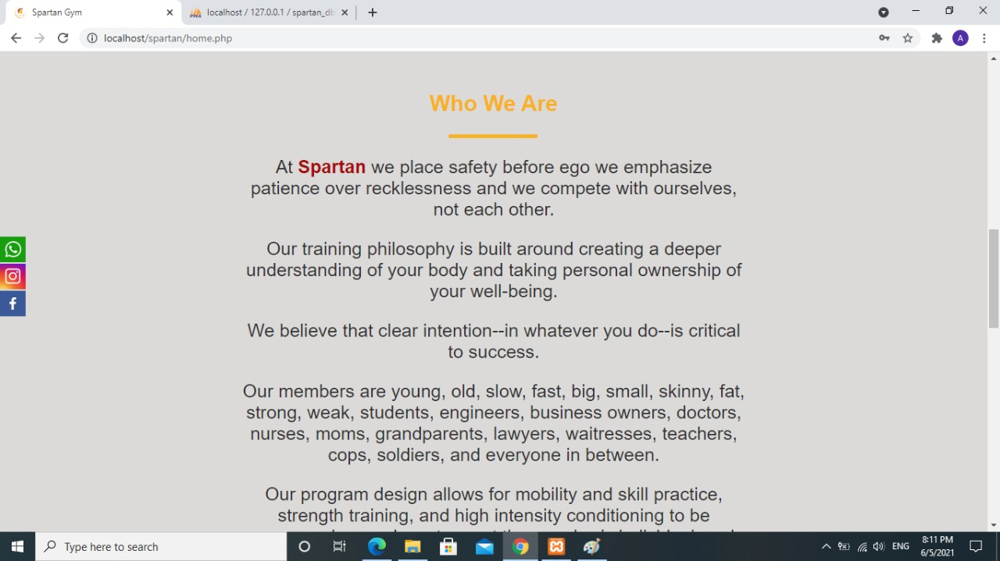 Spartan Gym
localhost / 127.0.0.1 / spartan_db
localhost/spartan/home.php
A
Who We Are
At Spartan we place safety before ego we emphasize
patience over recklessness and we compete with ourselves,
not each other.
Our training philosophy is built around creating a deeper
understanding of your body and taking personal ownership of
your well-being.
We believe that clear intention--in whatever you do--is critical
to success.
Our members are young, old, slow, fast, big, small, skinny, fat,
strong, weak, students, engineers, business owners, doctors,
nurses, moms, grandparents, lawyers, waitresses, teachers,
cops, soldiers, and everyone in between.
Our program design allows for mobility and skill practice,
strength training, and high intensity conditioning to be
Type here to search
ENG
8:11 PM
6/5/2021